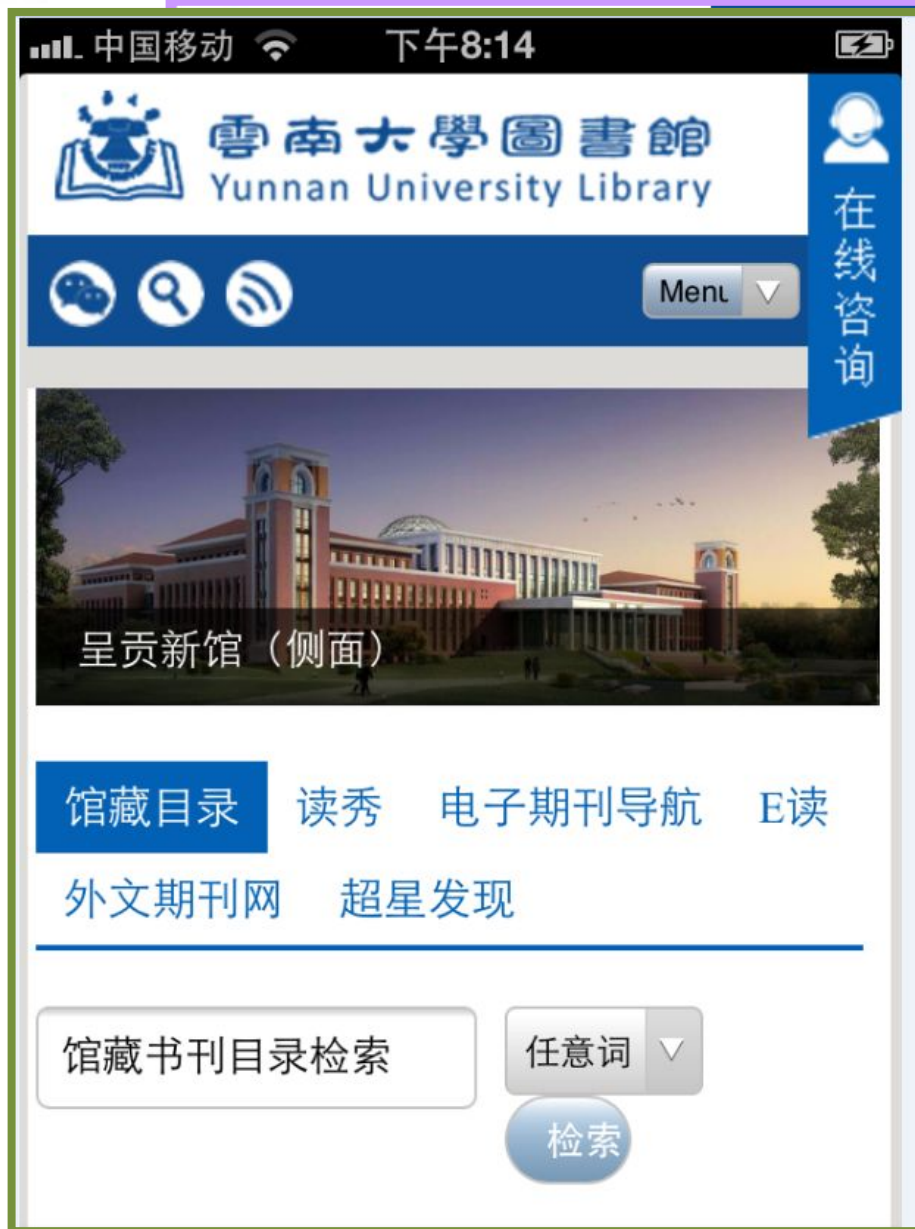 中国移动 下午8:14
雲南大學圖書館
Yunnan University Library
在线咨询
Menu
呈贡新馆（侧面）
馆藏目录 读秀 电子期刊导航 E读
外文期刊网 超星发现
馆藏书刊目录检索 任意词
检索